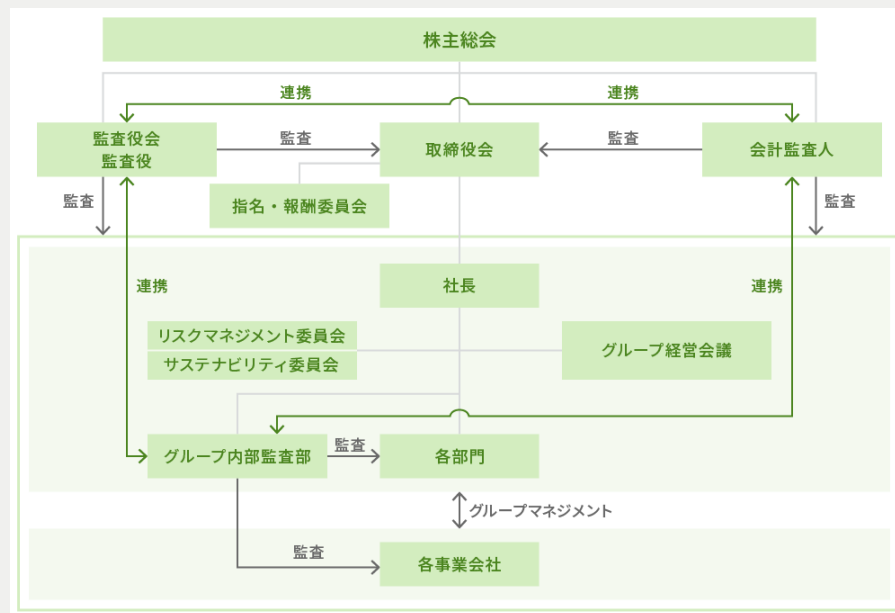 株主総会
連携
連携
監査役会
監査役
監査
取締役会
監査
会計監査人
監査
指名・報酬委員会
監査
連携
社長
連携
リスクマネジメント委員会
サステナビリティ委員会
グループ経営会議
グループ内部監査部
監査
各部門
グループマネジメント
監査
各事業会社